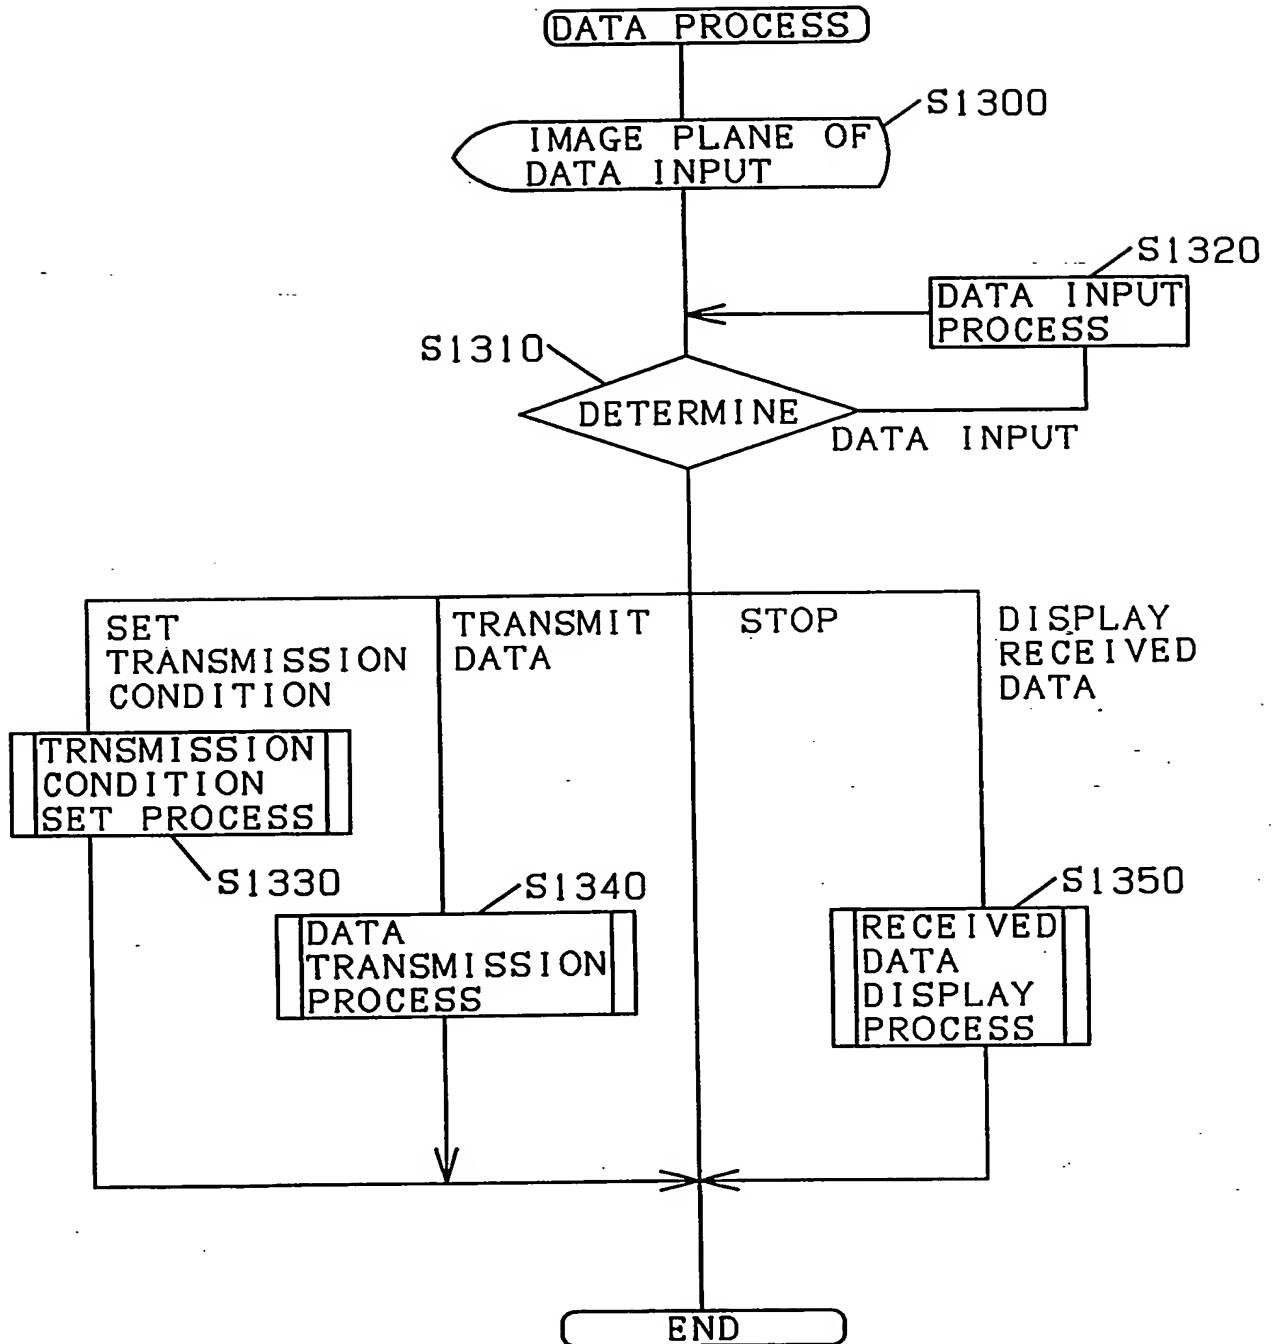 DATA PROCESS
S1300
IMAGE PLANE OF
DATA INPUT
S1320
DATA INPUT
PROCESS
S1310
DETERMINE
DATA INPUT
SET
TRANSMISSION
CONDITION
TRANSMIT
DATA
STOP
DISPLAY
RECEIVED
DATA
TRNSMISSION
CONDITION
SET PROCESS
S1330
S1340
DATA
TRANSMISSION
PROCESS
S1350
RECEIVED
DATA
DISPLAY
PROCESS
END